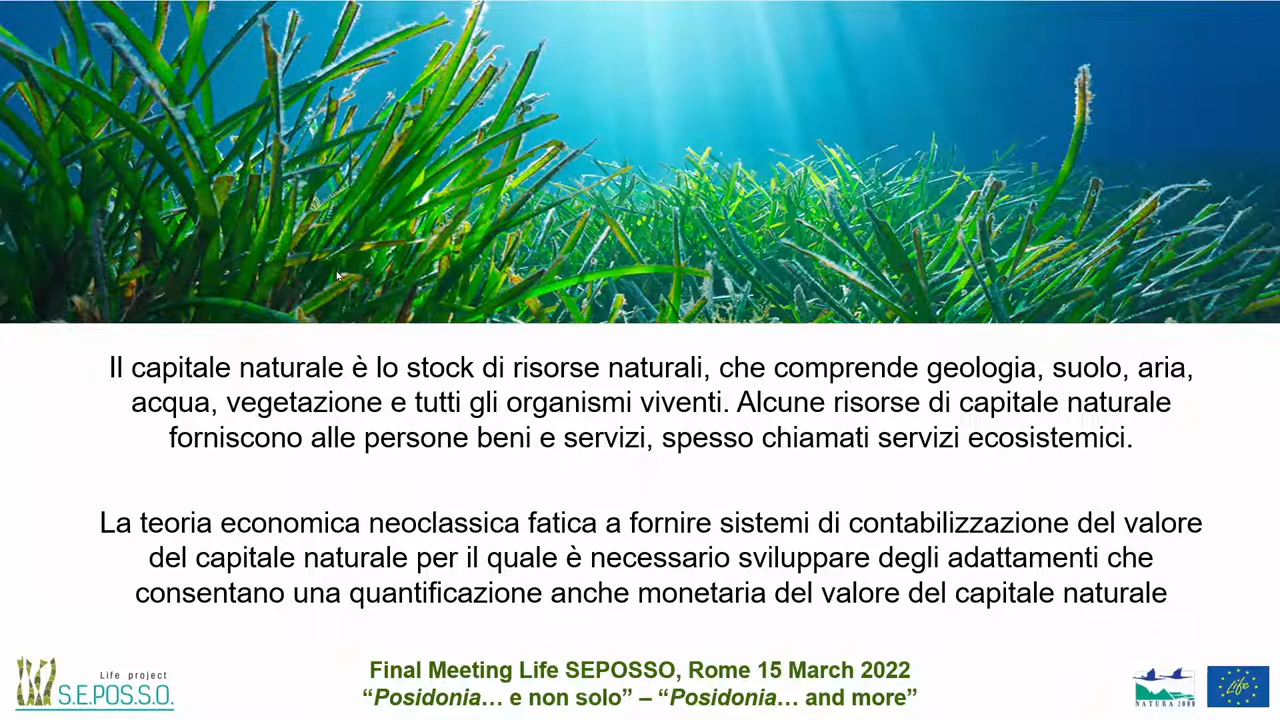 Il capitale naturale è lo stock di risorse naturali, che comprende geologia, suolo, aria,
acqua, vegetazione e tutti gli organismi viventi. Alcune risorse di capitale naturale
forniscono alle persone beni e servizi, spesso chiamati servizi ecosistemici.
La teoria economica neoclassica fatica a fornire sistemi di contabilizzazione del valore
del capitale naturale per il quale è necessario sviluppare degli adattamenti che
consentano una quantificazione anche monetaria del valore del capitale naturale
Life project
S.E.POS.S.O.
Final Meeting Life SEPOSSO, Rome 15 March 2022
“Posidonia… e non solo” – “Posidonia… and more”
NATURA 2000
Life